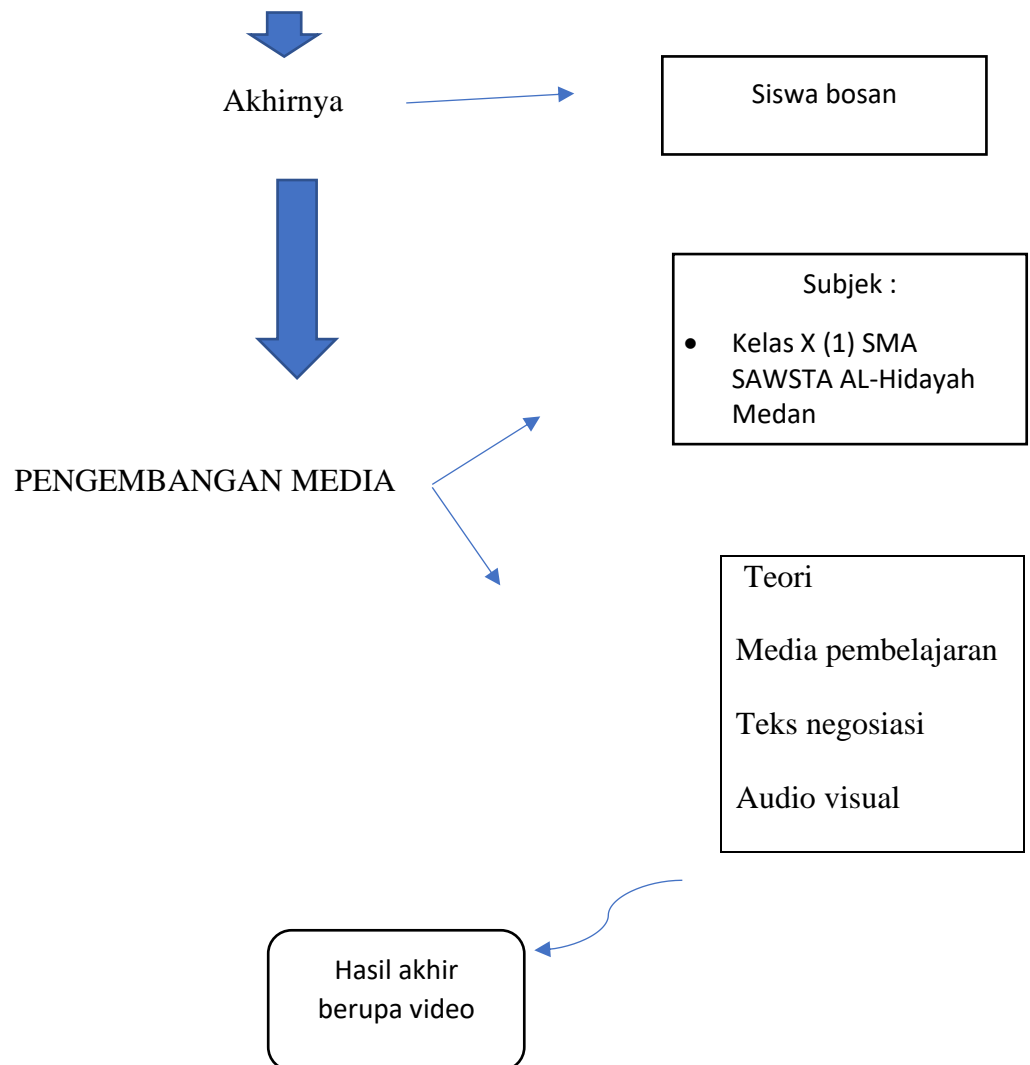 Akhirnya
Siswa bosan
Subjek :
• Kelas X (1) SMA
SAWSTA AL-Hidayah
Medan
PENGEMBANGAN MEDIA
Teori
Media pembelajaran
Teks negosiasi
Audio visual
Hasil akhir
berupa video